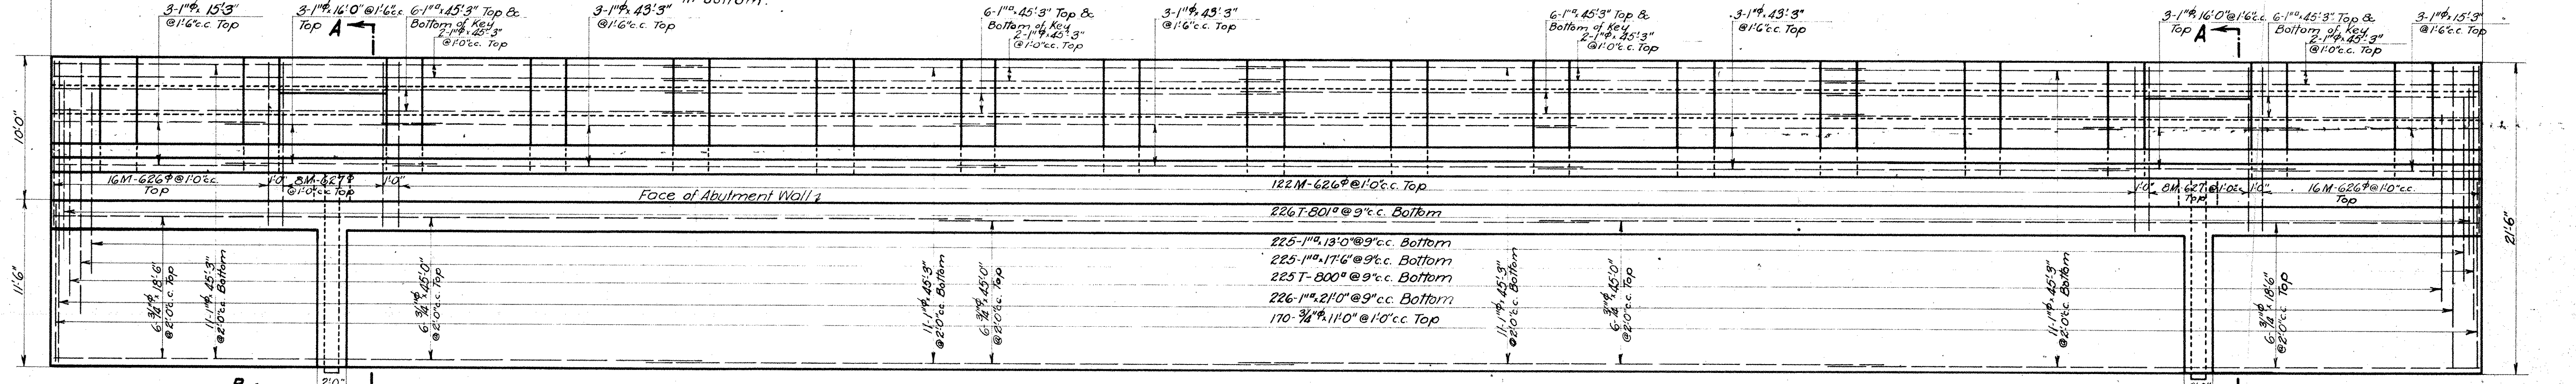 in Bottom.
3-1"φ x 15'3"
@1'6"c.c. Top
3-1"φ x 16'0" @1'6"c.c.
Top
A
6-1"□ x 45'3" Top &
Bottom of Key
2-1"φ x 45'3"
@1'0"c.c. Top
3-1"φ x 43'3"
@1'6"c.c. Top
6-1"□ x 45'3" Top &
Bottom of Key
2-1"φ x 45'3"
@1'0"c.c. Top
3-1"φ x 43'3"
@1'6"c.c. Top
6-1"□ x 45'3" Top &
Bottom of Key
2-1"φ x 45'3"
@1'0"c.c. Top
3-1"φ x 43'3"
@1'6"c.c. Top
3-1"φ x 16'0" @1'6"c.c.
Top
A
6-1"□ x 45'3" Top &
Bottom of Key
2-1"φ x 45'3"
@1'0"c.c. Top
3-1"φ x 15'3"
@1'6"c.c. Top
10'0"
16M-626φ@1'0"c.c.
Top
1'0"
8M-627φ
@1'0"c.c. Top
1'0"
Face of Abutment Wall
122M-626φ@1'0"c.c. Top
1'0"
8M-627@1'0"c.c.
Top
1'0"
16M-626φ@1'0"c.c.
Top
226T-801□ @ 9"c.c. Bottom
225-1"□ x 13'0" @ 9"c.c. Bottom
225-1"□ x 17'6" @ 9"c.c. Bottom
225T-800□ @ 9"c.c. Bottom
226-1"□ x 21'0" @ 9"c.c. Bottom
170-3/4"φ x 11'0" @ 1'0"c.c. Top
11'6"
6-3/4"φ x 18'6"
@2'0"c.c. Top
11-1"φ x 45'3"
@2'0"c.c. Bottom
6-3/4"φ x 45'0"
@2'0"c.c. Top
11-1"φ x 45'3"
@2'0"c.c. Bottom
6-3/4"φ x 45'0"
@2'0"c.c. Top
11-1"φ x 45'3"
@2'0"c.c. Bottom
6-3/4"φ x 45'0"
@2'0"c.c. Top
11-1"φ x 45'3"
@2'0"c.c. Bottom
6-3/4"φ x 18'6"
@2'0"c.c. Top
21'6"
2'0"